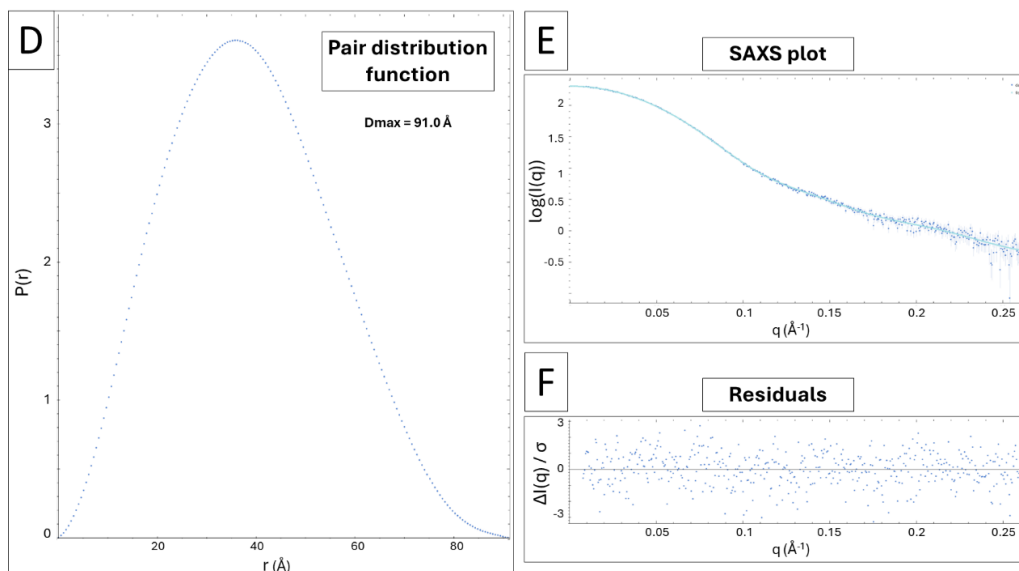 D
Pair distribution
function
Dmax = 91.0 Å
P(r)
3
2
1
0
20
40
60
80
r (Å)
E
SAXS plot
log(I(q))
2
1.5
1
0.5
0
-0.5
0.05
0.1
0.15
0.2
0.25
q (Å⁻¹)
F
Residuals
ΔI(q) / σ
3
0
-3
0.05
0.1
0.15
0.2
0.25
q (Å⁻¹)